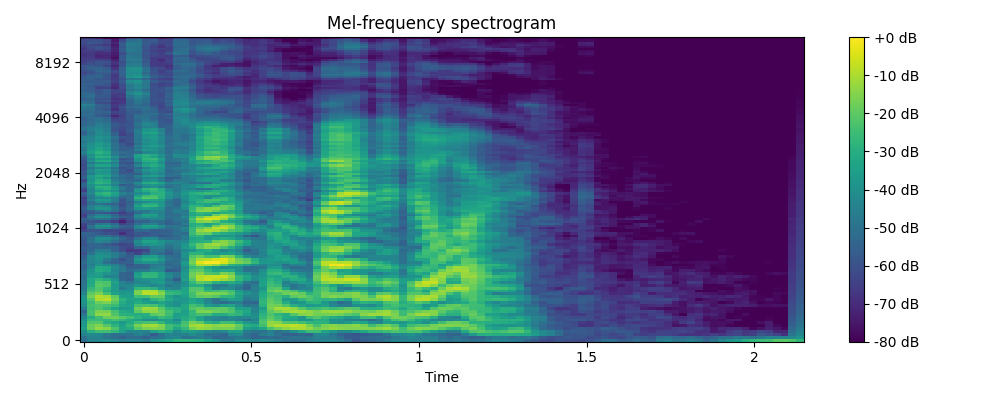 Mel-frequency spectrogram
Hz
8192
4096
2048
1024
512
0
0
0.5
1
1.5
2
Time
+0 dB
-10 dB
-20 dB
-30 dB
-40 dB
-50 dB
-60 dB
-70 dB
-80 dB